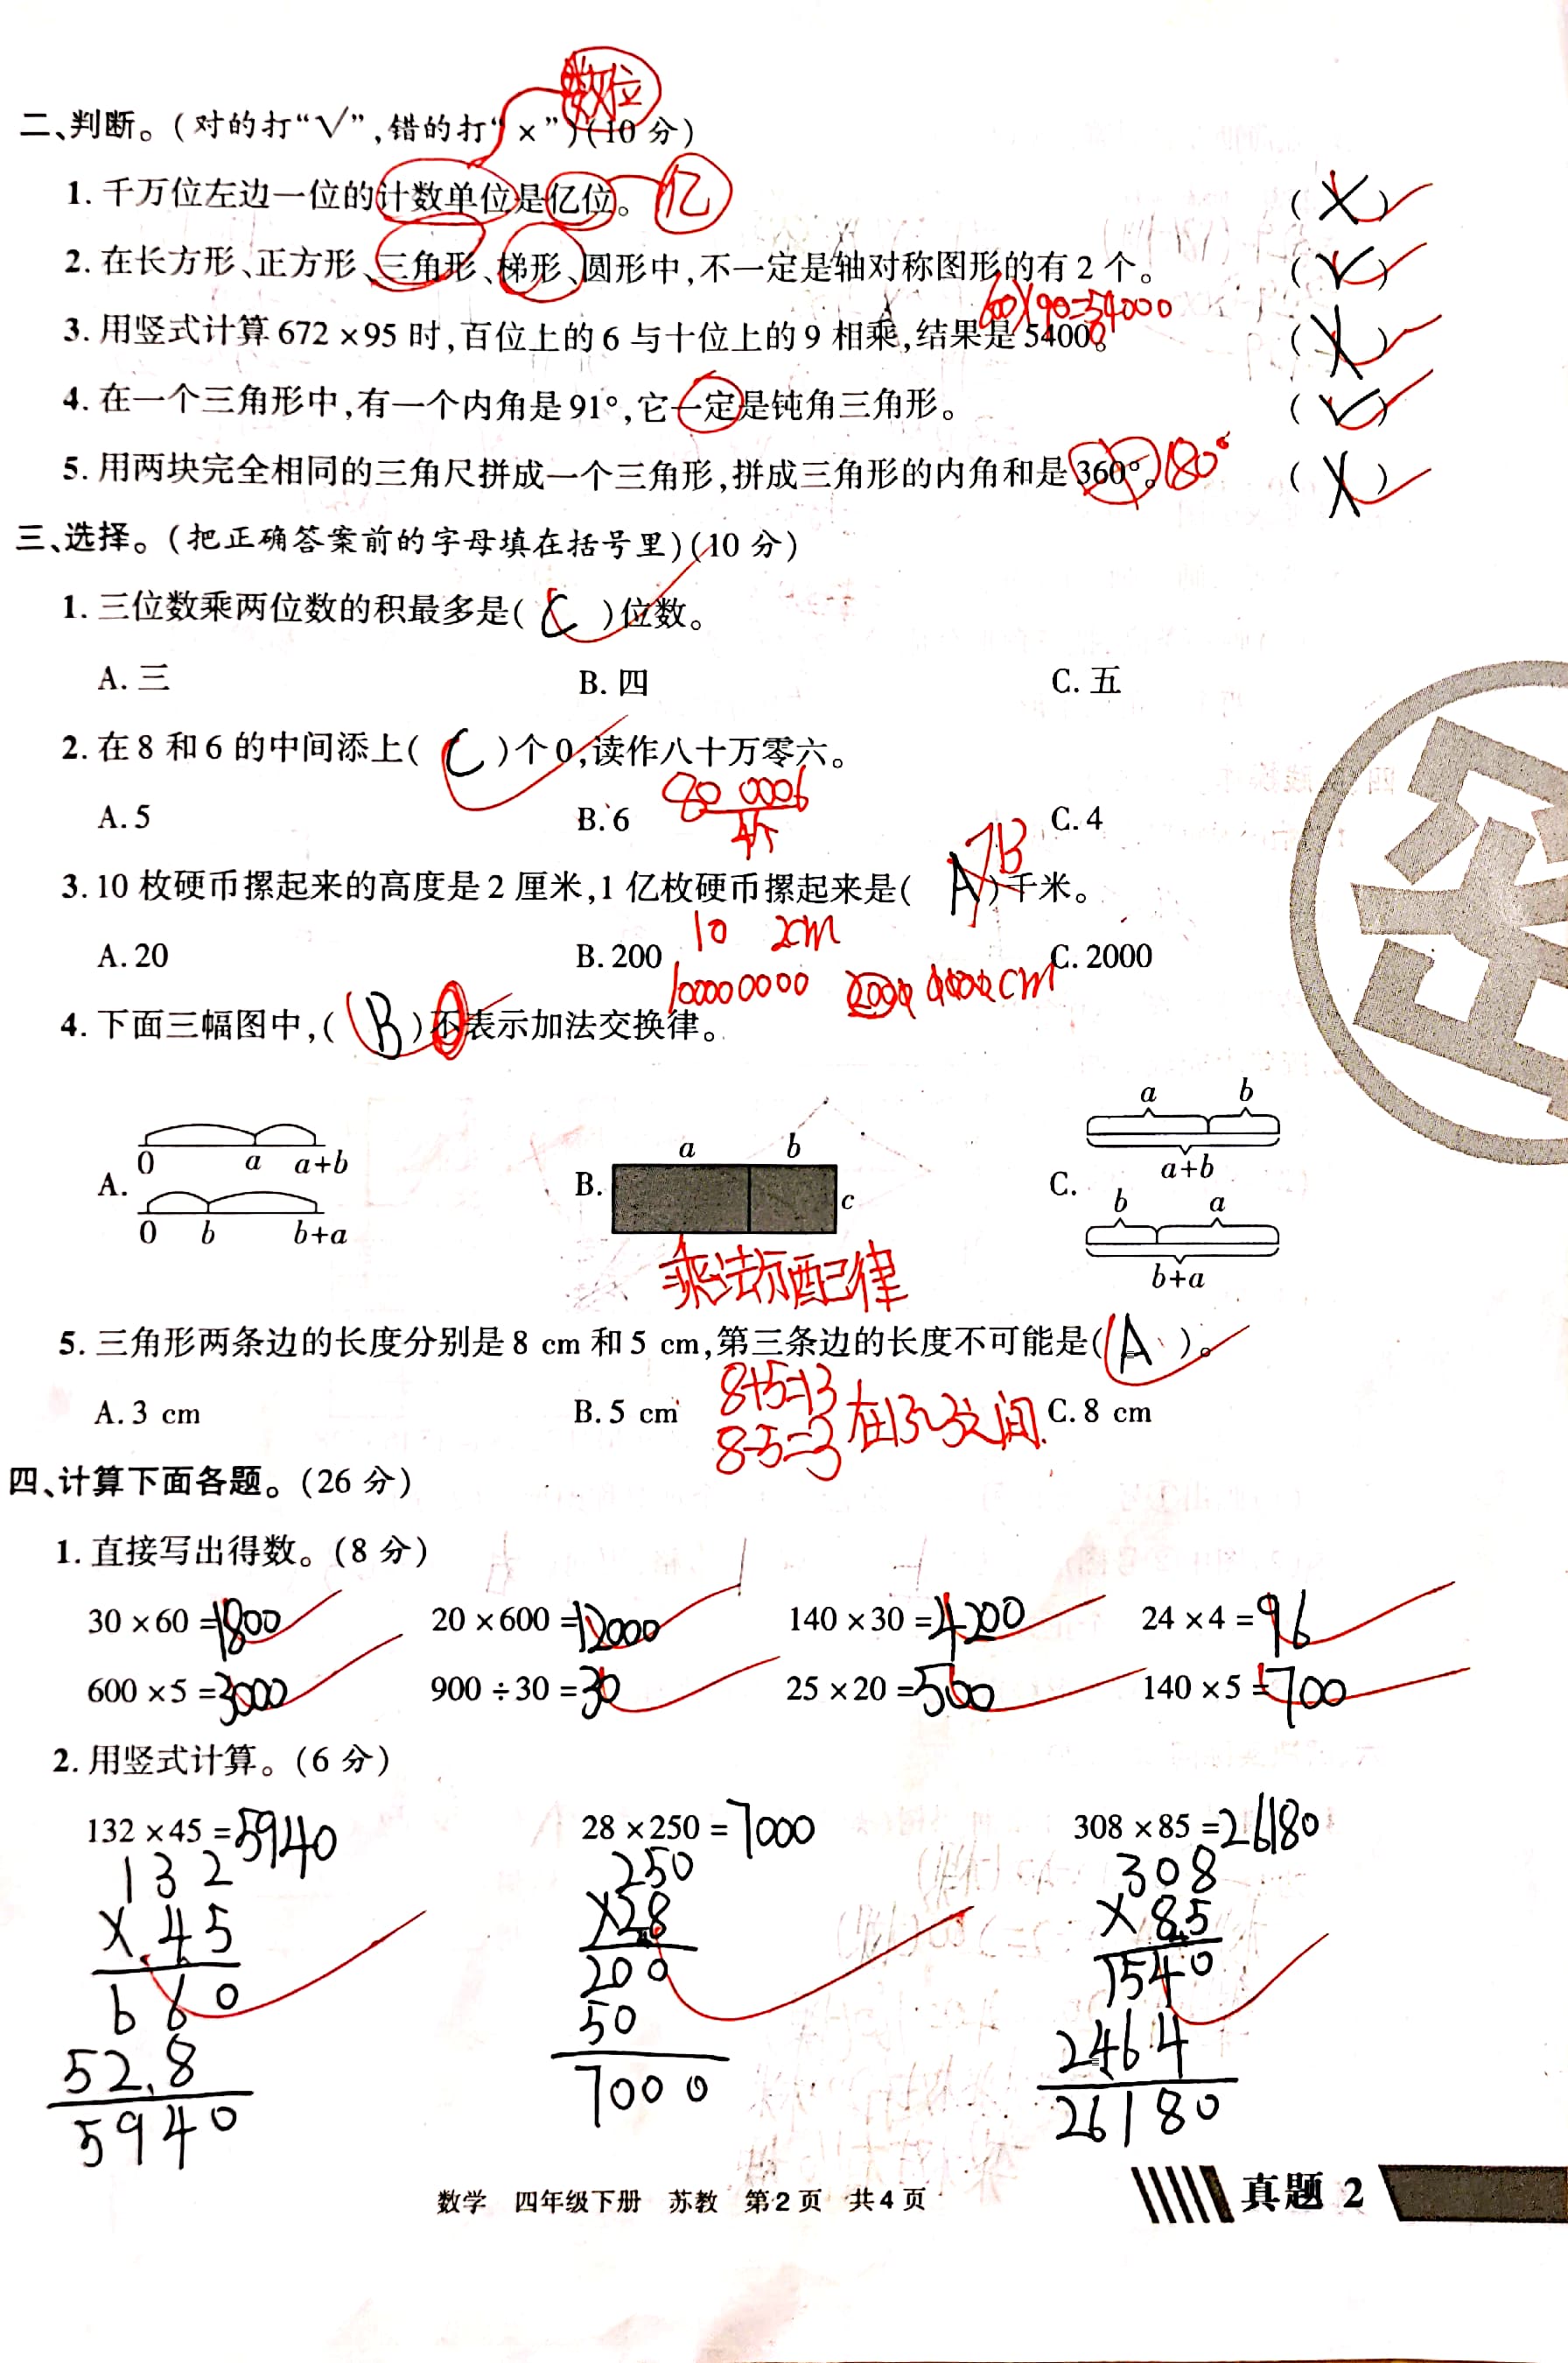 数位
二、判断。(对的打“√”,错的打“×”)(10分)
1. 千万位左边一位的计数单位是亿位。 亿 (×)
2. 在长方形、正方形、三角形、梯形、圆形中,不一定是轴对称图形的有2个。 (√)
600×90=54000
3. 用竖式计算672×95时,百位上的6与十位上的9相乘,结果是5400。 (×)
4. 在一个三角形中,有一个内角是91°,它一定是钝角三角形。 (√)
5. 用两块完全相同的三角尺拼成一个三角形,拼成三角形的内角和是360°。 180° (×)
三、选择。(把正确答案前的字母填在括号里)(10分)
1. 三位数乘两位数的积最多是( C )位数。
A. 三 B. 四 C. 五
2. 在8和6的中间添上( C )个0,读作八十万零六。
A. 5 B. 6 80 0006 C. 4
个
3. 10枚硬币摞起来的高度是2厘米,1亿枚硬币摞起来是( A )千米。 B
10 2cm
A. 20 B. 200 C. 2000
100000000 cm
4. 下面三幅图中,( B )不表示加法交换律。
A. 0 a a+b
0 b b+a
B. a b c
C. a b a+b
b a b+a
乘法分配律
5. 三角形两条边的长度分别是8 cm和5 cm,第三条边的长度不可能是( A )。
8+5=13
A. 3 cm B. 5 cm C. 8 cm
8-5=3 在13~3之间.
四、计算下面各题。(26分)
1. 直接写出得数。(8分)
30×60=1800 20×600=12000 140×30=4200 24×4=96
600×5=3000 900÷30=30 25×20=500 140×5=700
2. 用竖式计算。(6分)
132×45=5940 28×250=7000 308×85=26180
132 250 308
×45 ×28 ×85
660 200 0 1540
528 50 2464
5940 7000 26180
数学 四年级下册 苏教 第2页 共4页
真题 2